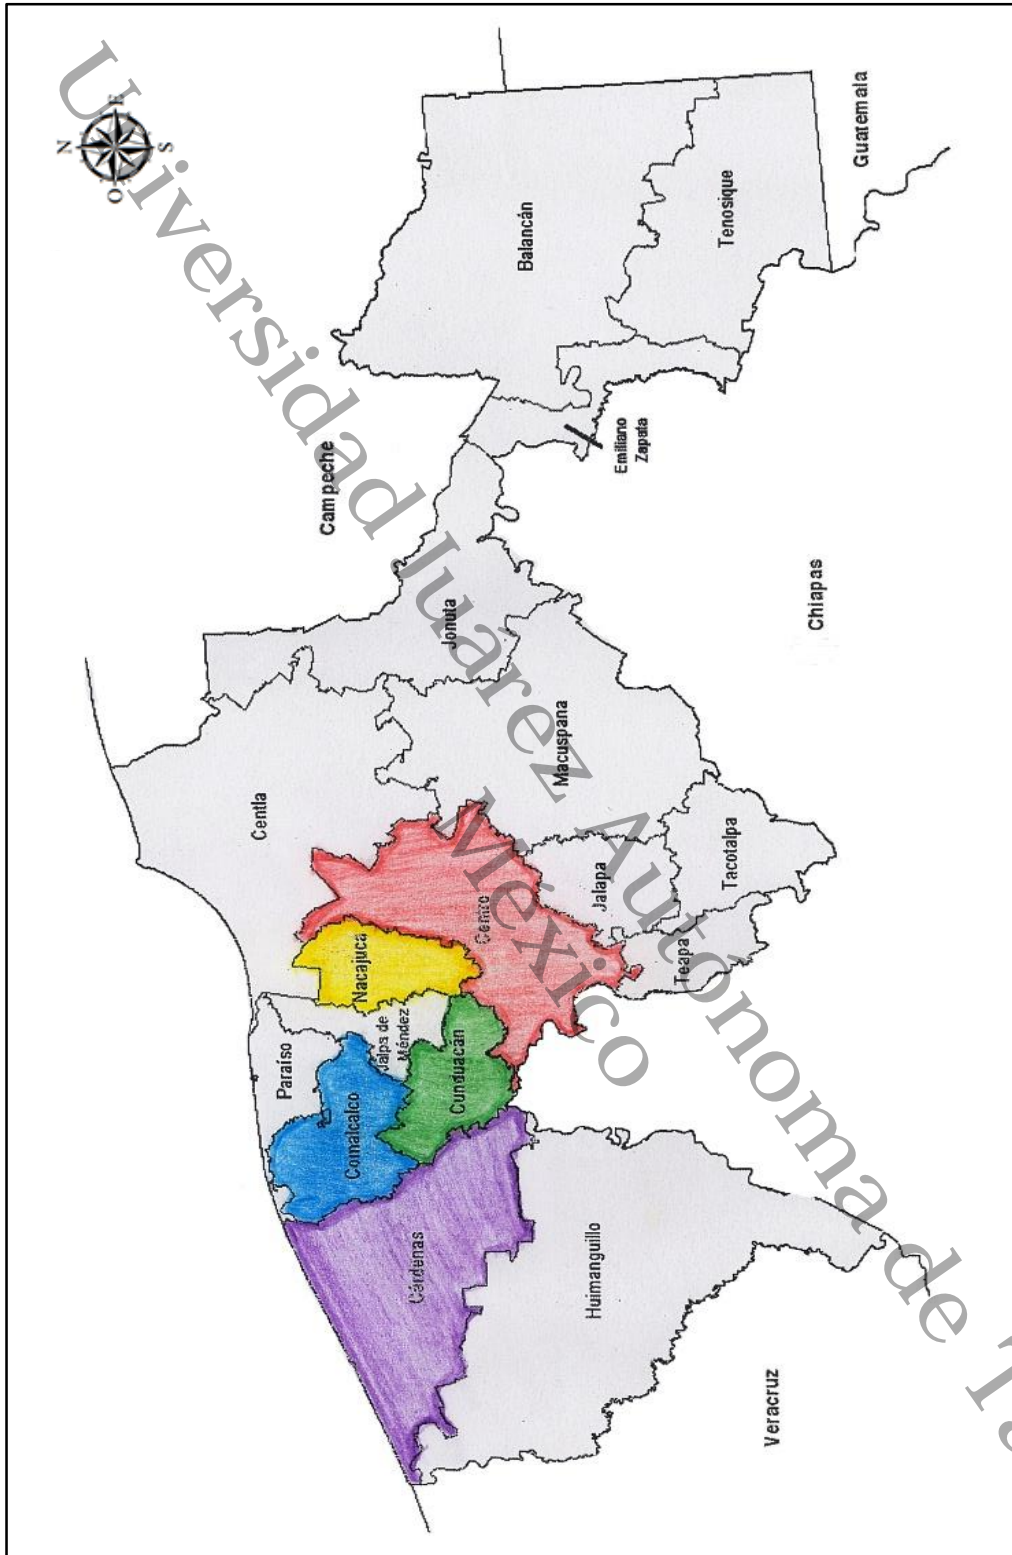 N
E
S
O
Guatemala
Balancán
Tenosique
Campeche
Emiliano
Zapata
Chiapas
Jonuta
Macuspana
Centla
Centro
Jalapa
Tacotalpa
Teapa
Nacajuca
Jalpa de
Méndez
Paraíso
Cunduacán
Comalcalco
Cárdenas
Huimanguillo
Veracruz
Universidad Juárez Autónoma de Ta
México